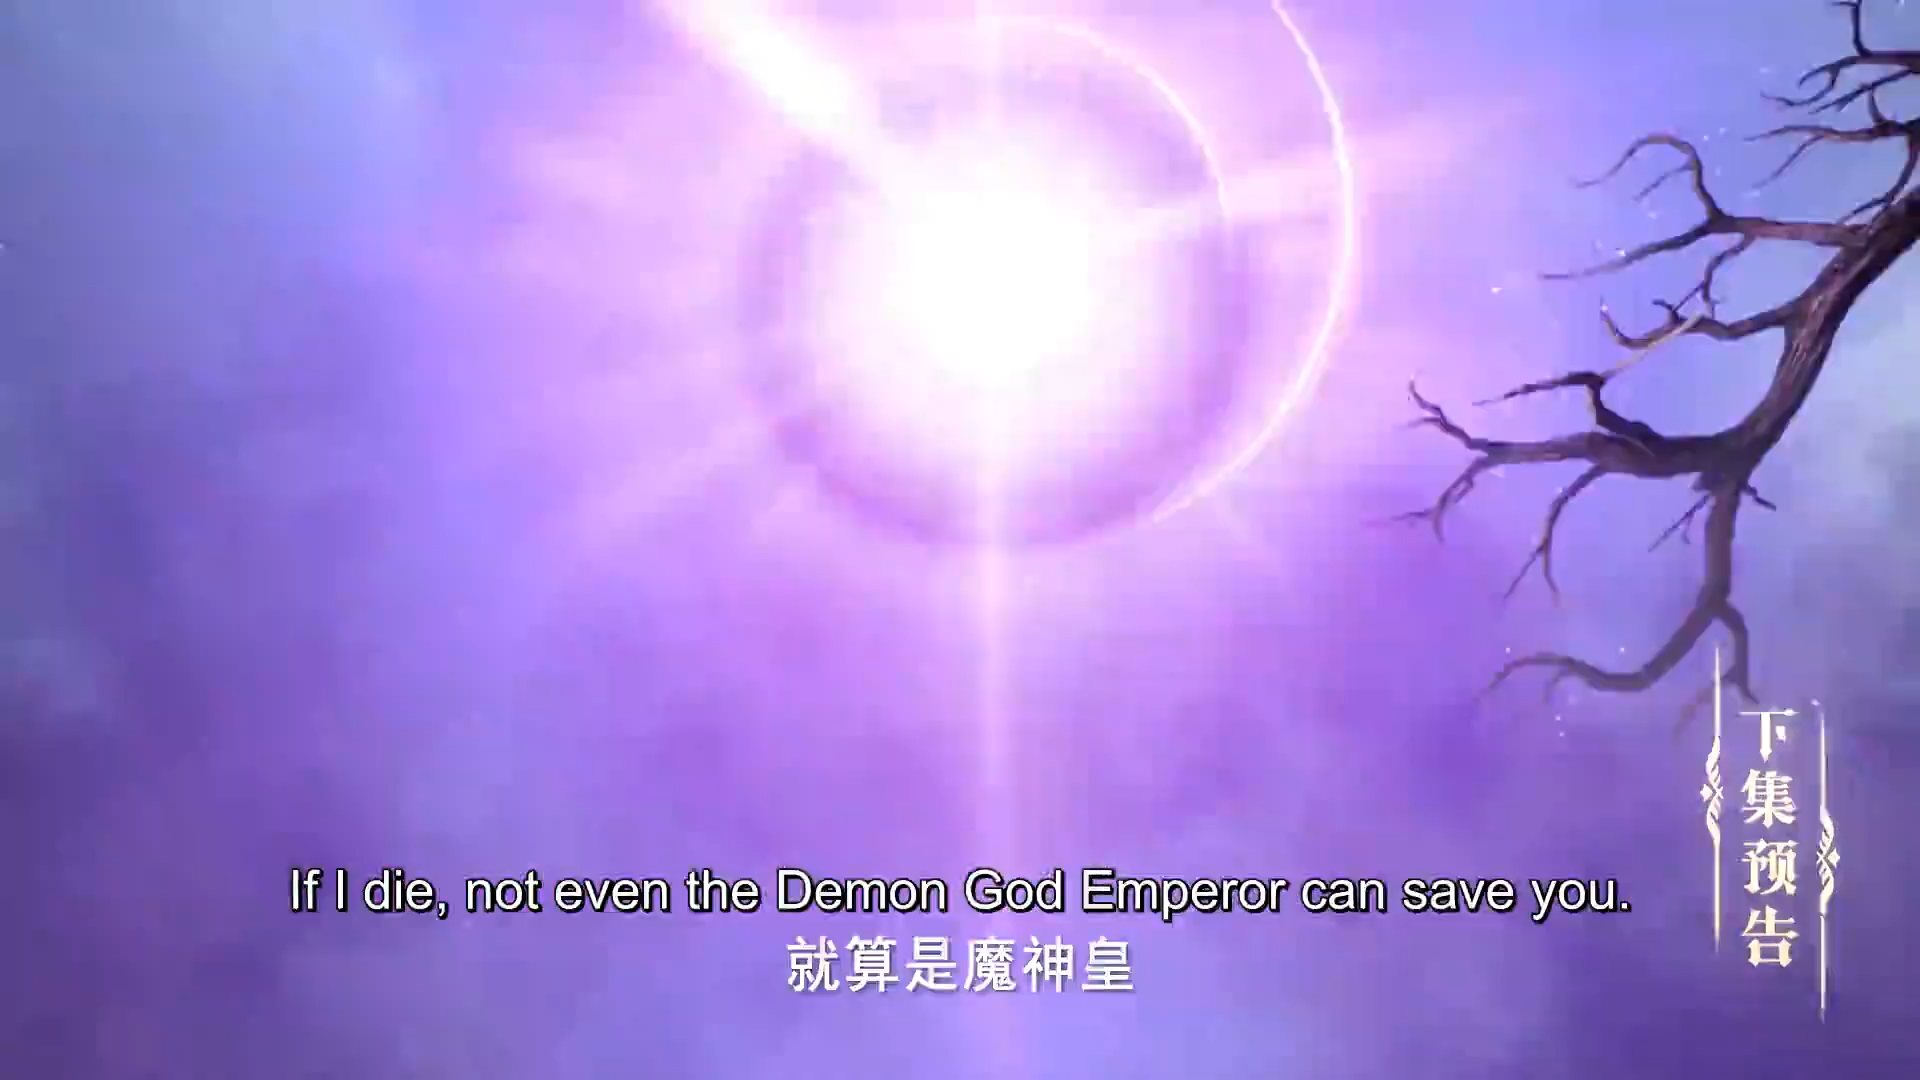 If I die, not even the Demon God Emperor can save you.
就算是魔神皇
下集预告